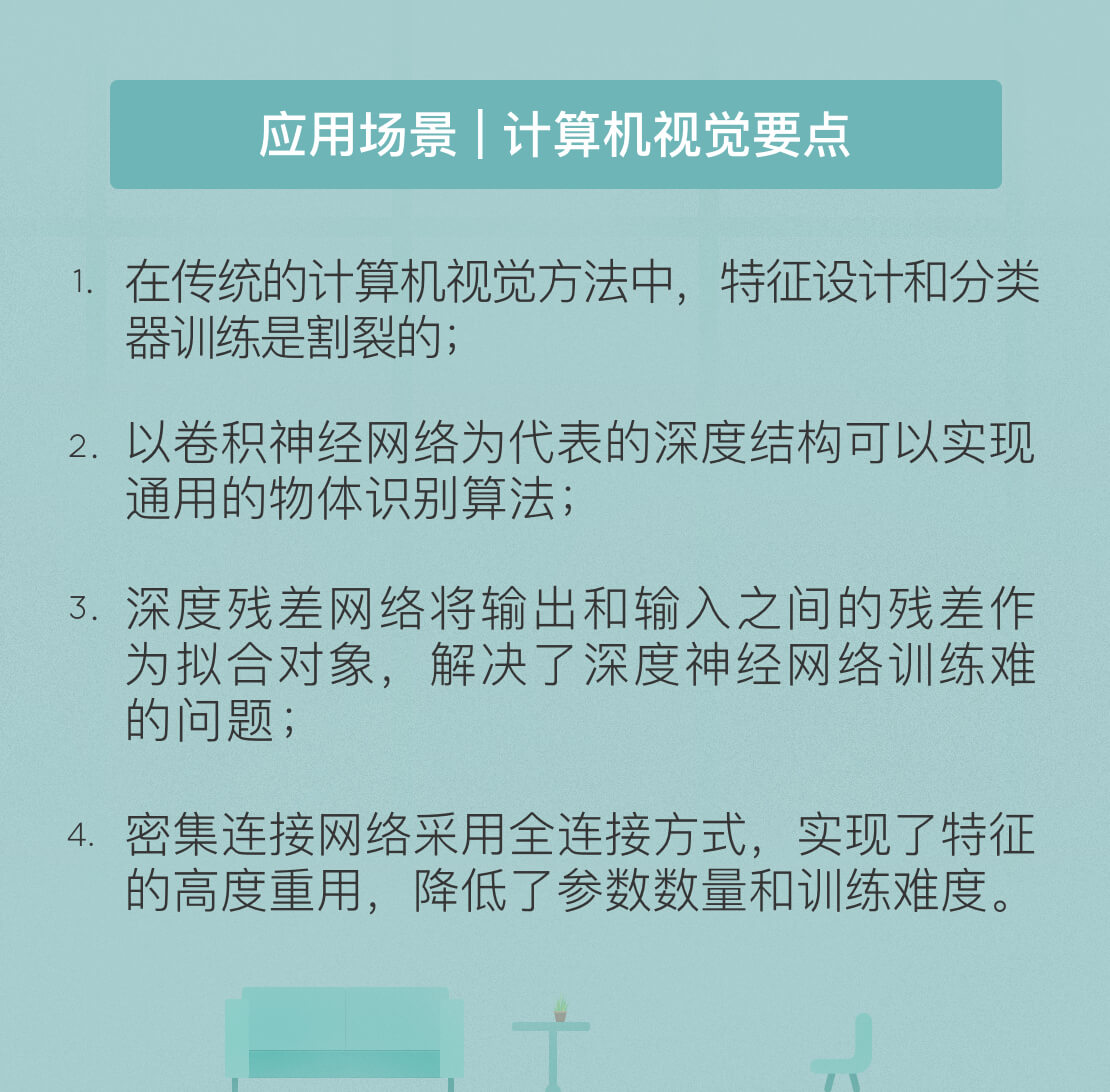 应用场景 | 计算机视觉要点
1. 在传统的计算机视觉方法中，特征设计和分类
器训练是割裂的；
2. 以卷积神经网络为代表的深度结构可以实现
通用的物体识别算法；
3. 深度残差网络将输出和输入之间的残差作
为拟合对象，解决了深度神经网络训练难
的问题；
4. 密集连接网络采用全连接方式，实现了特征
的高度重用，降低了参数数量和训练难度。